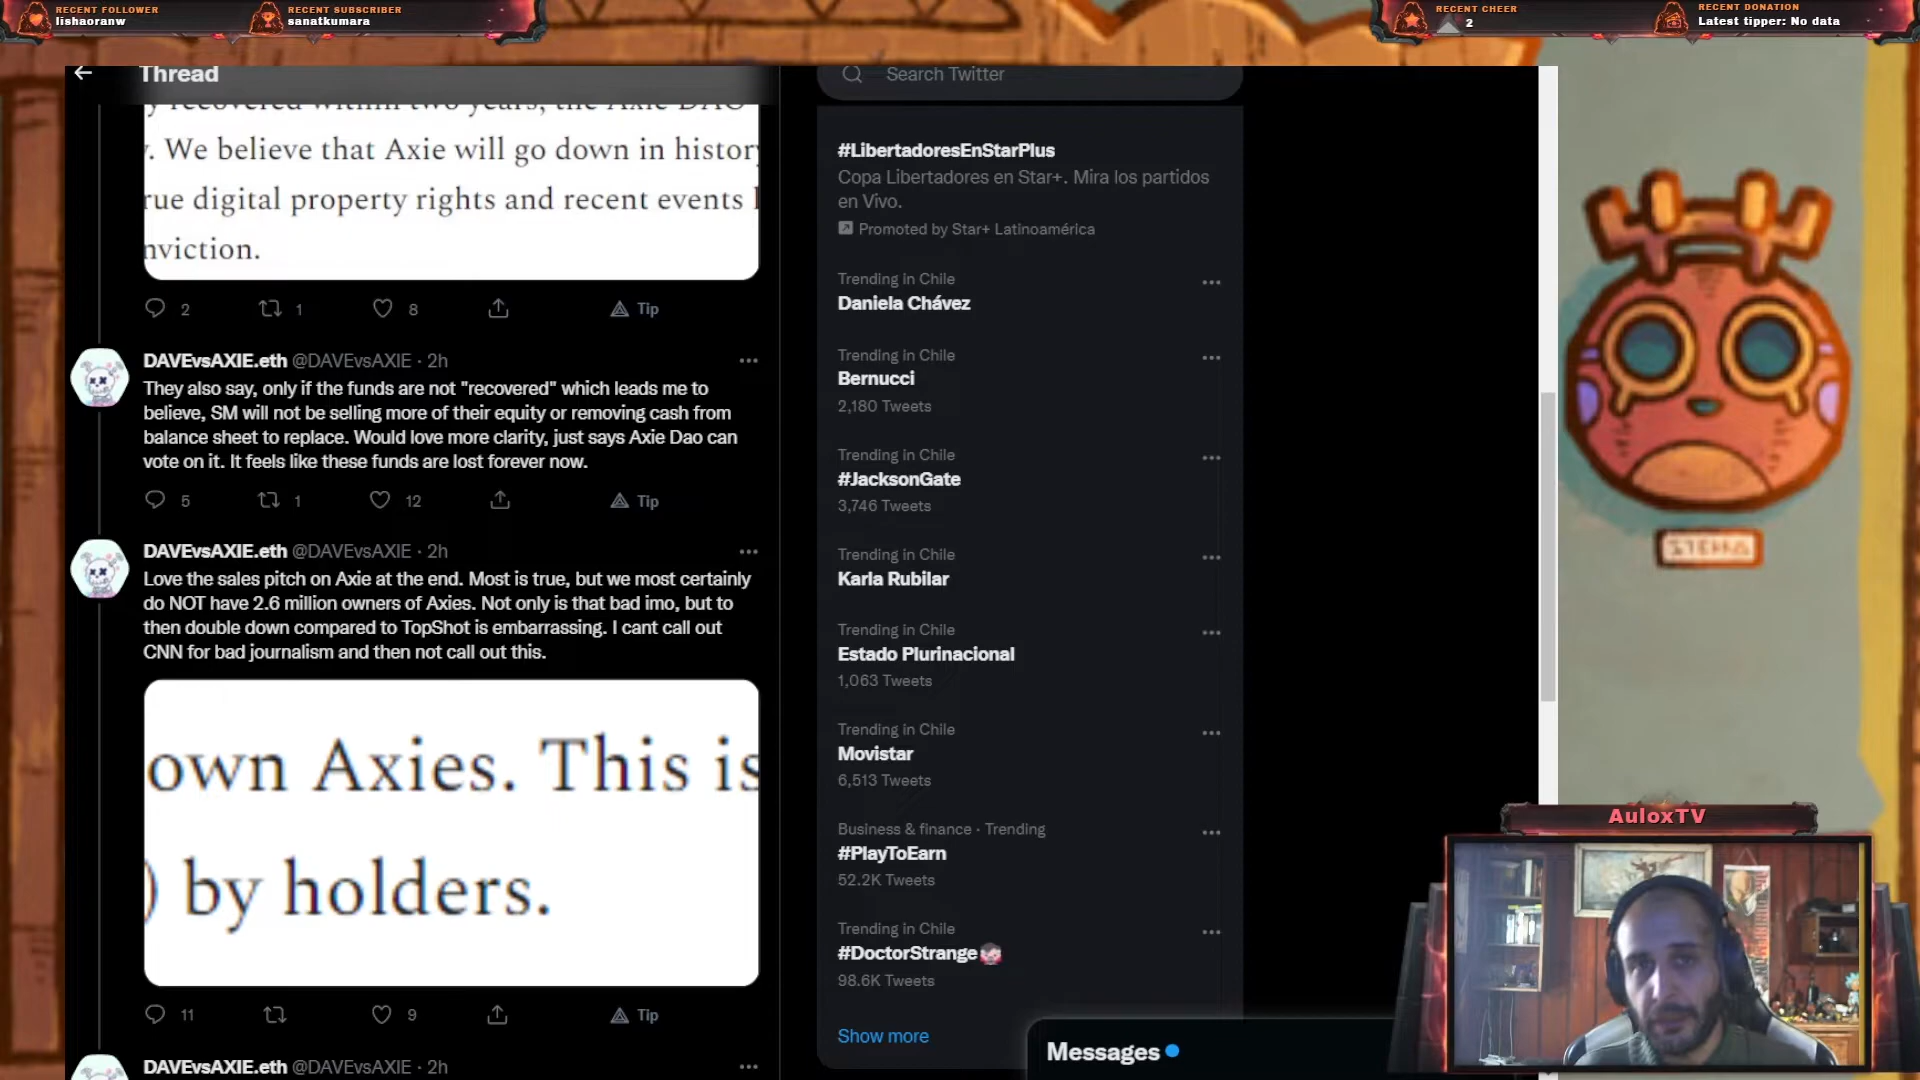 RECENT FOLLOWER
lishaoranw
RECENT SUBSCRIBER
sanatkumara
RECENT CHEER
2
RECENT DONATION
Latest tipper: No data
Thread
y recovered within two years, the Axie DAO
. We believe that Axie will go down in history
rue digital property rights and recent events
nviction.
2
1
8
Tip
DAVEvsAXIE.eth @DAVEvsAXIE · 2h
They also say, only if the funds are not "recovered" which leads me to
believe, SM will not be selling more of their equity or removing cash from
balance sheet to replace. Would love more clarity, just says Axie Dao can
vote on it. It feels like these funds are lost forever now.
5
1
12
Tip
DAVEvsAXIE.eth @DAVEvsAXIE · 2h
Love the sales pitch on Axie at the end. Most is true, but we most certainly
do NOT have 2.6 million owners of Axies. Not only is that bad imo, but to
then double down compared to TopShot is embarrassing. I cant call out
CNN for bad journalism and then not call out this.
own Axies. This is
) by holders.
11
9
Tip
DAVEvsAXIE.eth @DAVEvsAXIE · 2h
Search Twitter
#LibertadoresEnStarPlus
Copa Libertadores en Star+. Mira los partidos
en Vivo.
Promoted by Star+ Latinoamérica
Trending in Chile
Daniela Chávez
Trending in Chile
Bernucci
2,180 Tweets
Trending in Chile
#JacksonGate
3,746 Tweets
Trending in Chile
Karla Rubilar
Trending in Chile
Estado Plurinacional
1,063 Tweets
Trending in Chile
Movistar
6,513 Tweets
Business & finance · Trending
#PlayToEarn
52.2K Tweets
Trending in Chile
#DoctorStrange
98.6K Tweets
Show more
Messages
AuloxTV